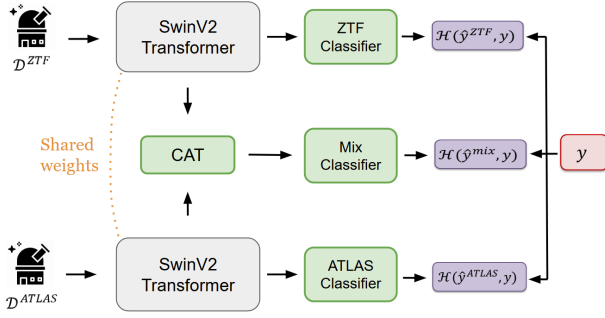 𝒟^{ZTF}
SwinV2
Transformer
ZTF
Classifier
ℋ(ŷ^{ZTF}, y)
Shared
weights
CAT
Mix
Classifier
ℋ(ŷ^{mix}, y)
y
𝒟^{ATLAS}
SwinV2
Transformer
ATLAS
Classifier
ℋ(ŷ^{ATLAS}, y)